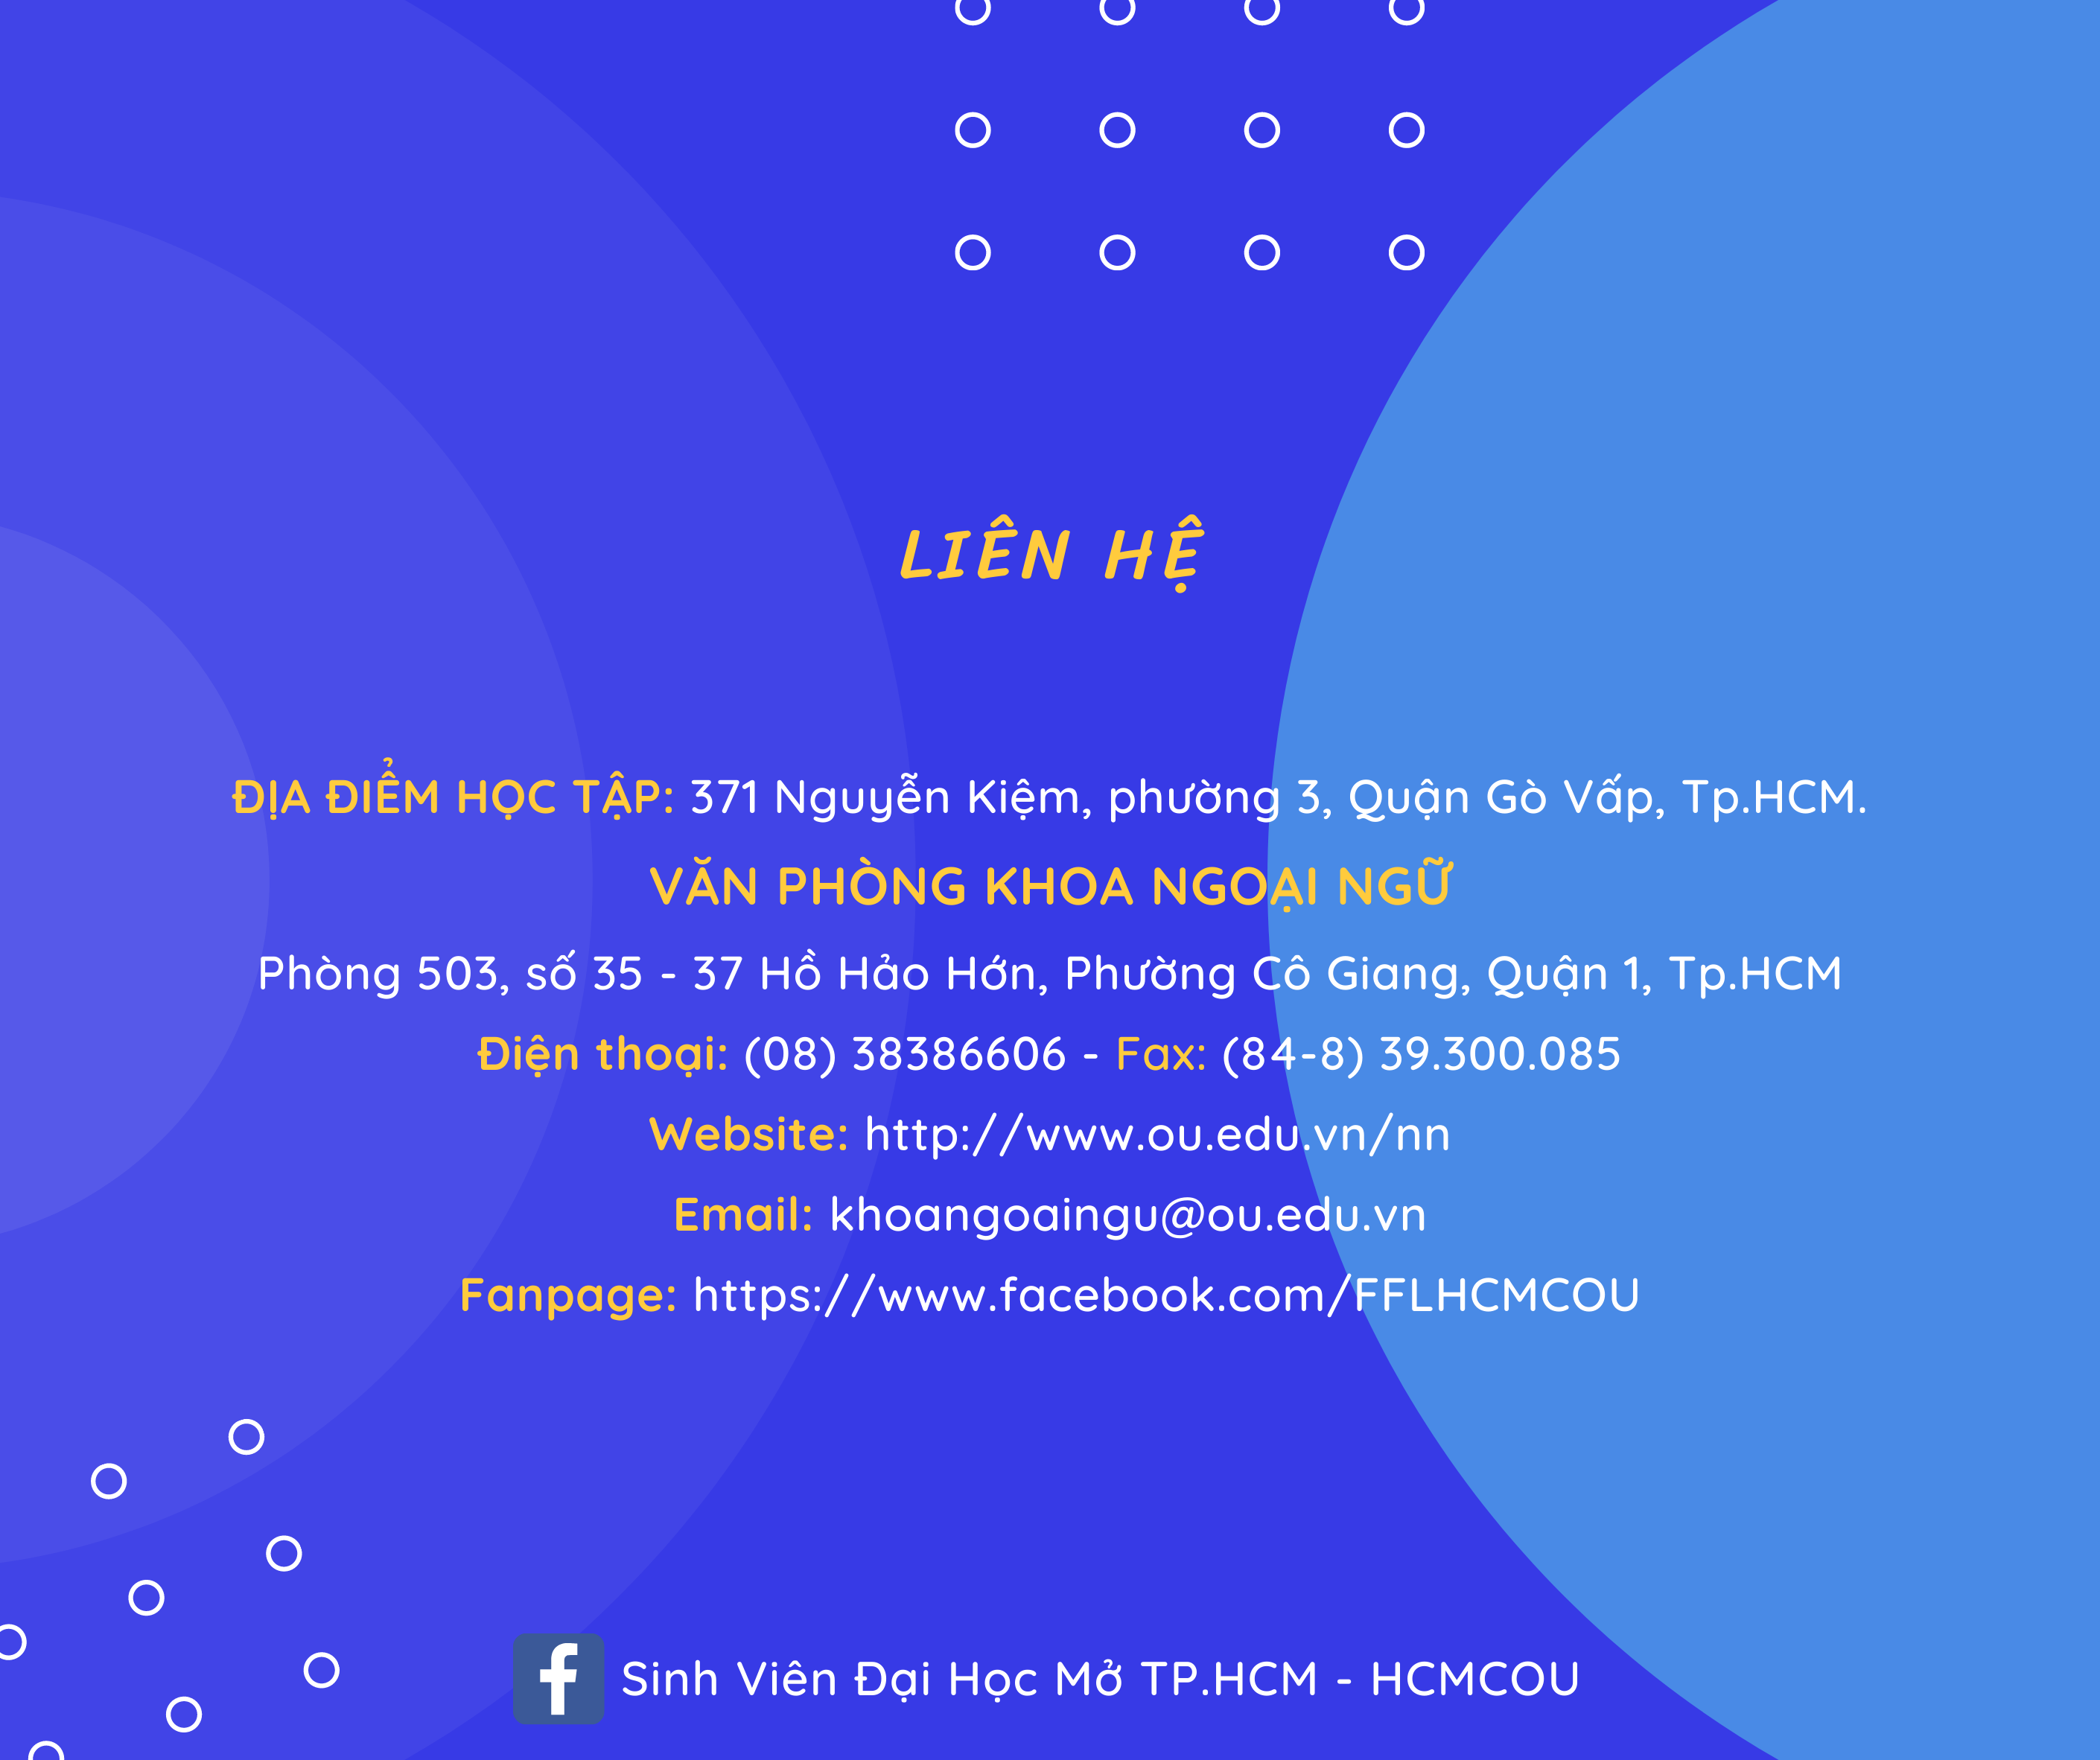 LIÊN HỆ
ĐỊA ĐIỂM HỌC TẬP: 371 Nguyễn Kiệm, phường 3, Quận Gò Vấp, Tp.HCM.
VĂN PHÒNG KHOA NGOẠI NGỮ
Phòng 503, số 35 - 37 Hồ Hảo Hớn, Phường Cô Giang, Quận 1, Tp.HCM
Điện thoại: (08) 38386606 - Fax: (84-8) 39.300.085
Website: http://www.ou.edu.vn/nn
Email: khoangoaingu@ou.edu.vn
Fanpage: https://www.facebook.com/FFLHCMCOU
Sinh Viên Đại Học Mở TP.HCM - HCMCOU